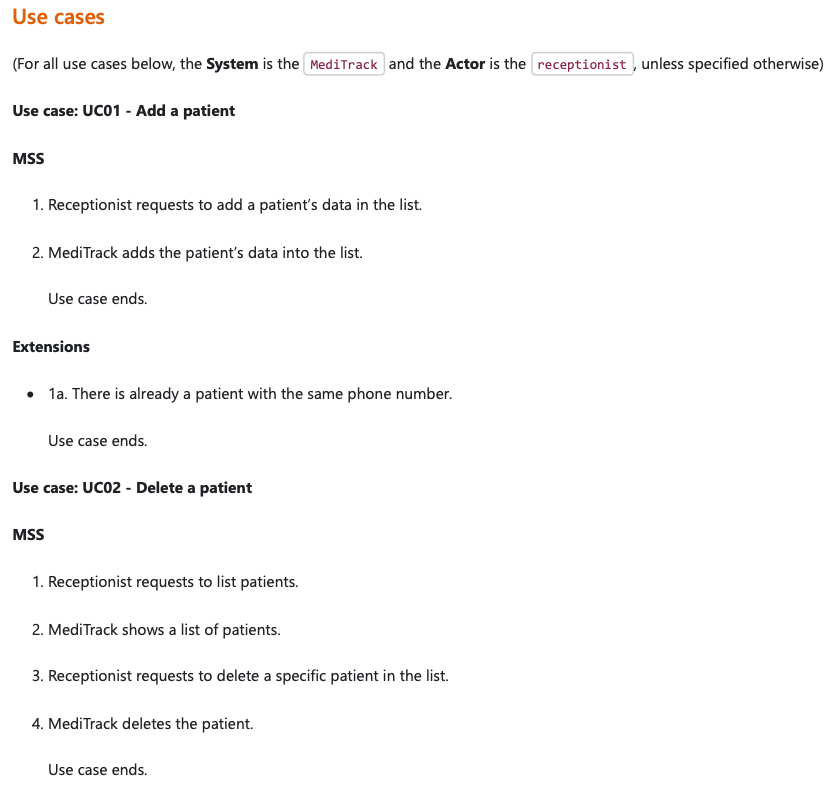 Use cases
(For all use cases below, the System is the MediTrack and the Actor is the receptionist, unless specified otherwise)
Use case: UC01 - Add a patient
MSS
1. Receptionist requests to add a patient’s data in the list.
2. MediTrack adds the patient’s data into the list.
Use case ends.
Extensions
• 1a. There is already a patient with the same phone number.
Use case ends.
Use case: UC02 - Delete a patient
MSS
1. Receptionist requests to list patients.
2. MediTrack shows a list of patients.
3. Receptionist requests to delete a specific patient in the list.
4. MediTrack deletes the patient.
Use case ends.